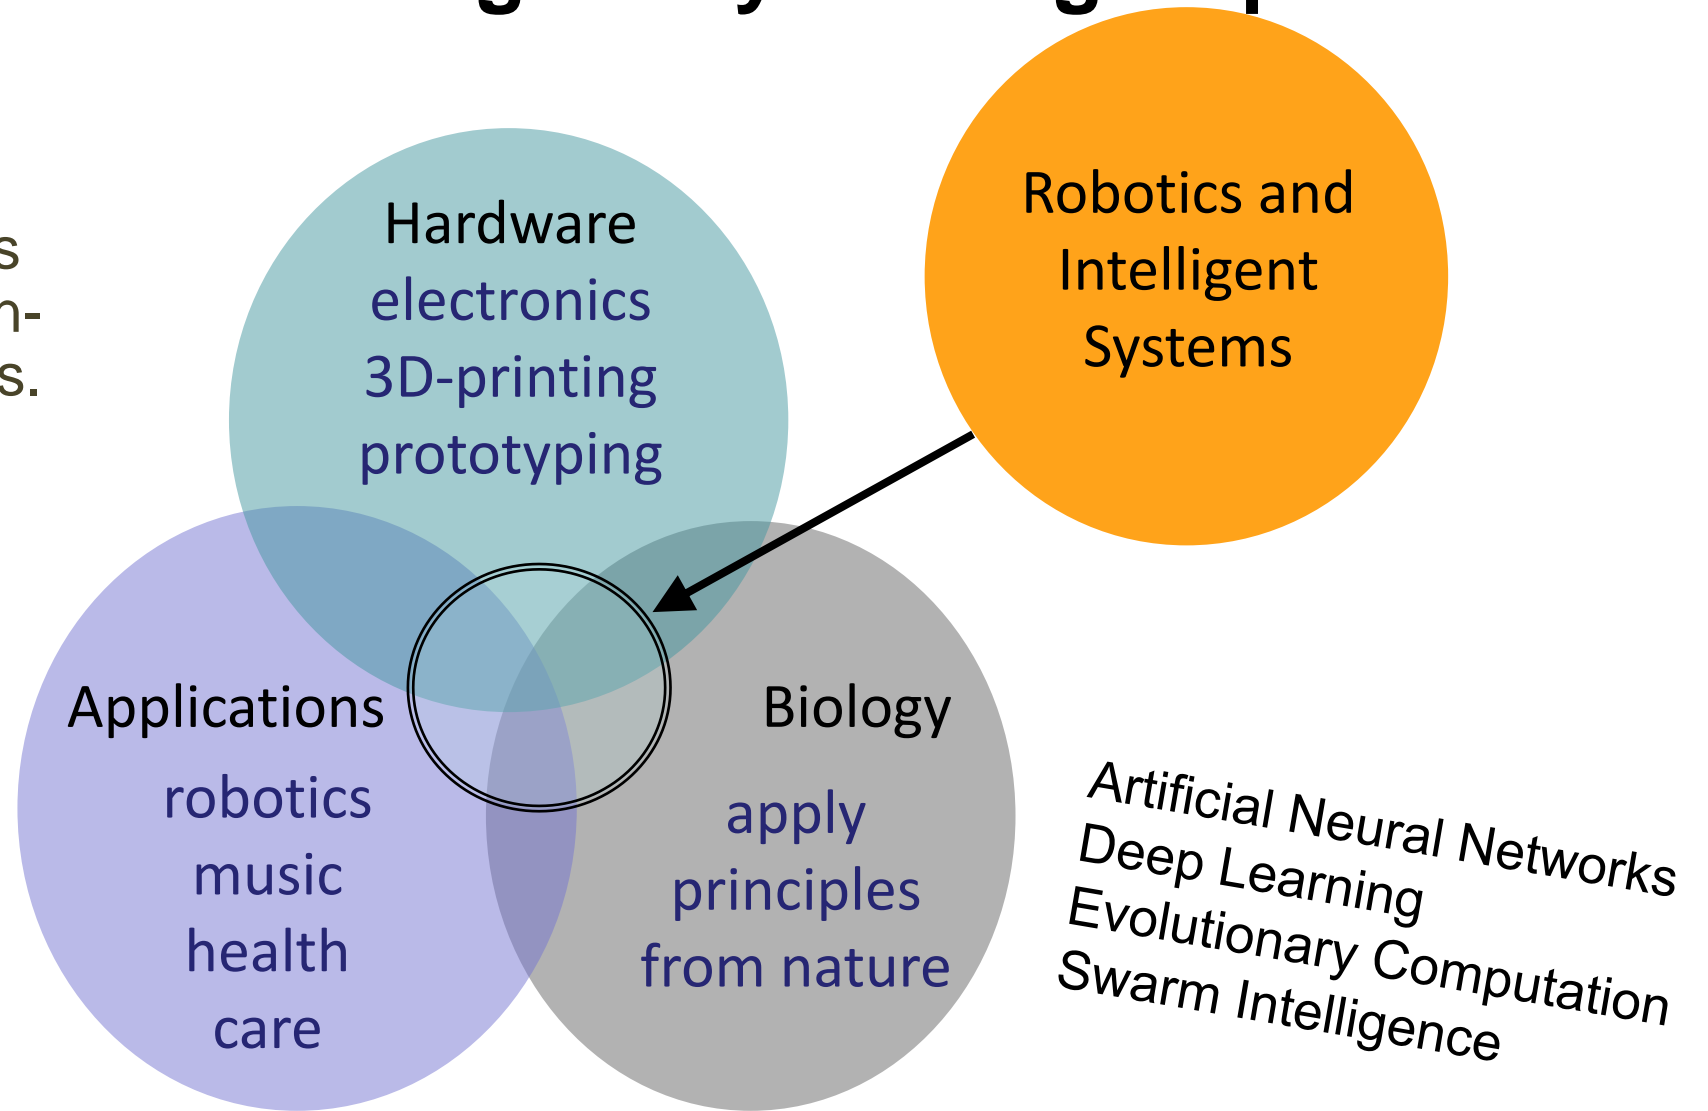 Hardware
electronics
3D-printing
prototyping
Robotics and
Intelligent
Systems
Applications
robotics
music
health
care
Biology
apply
principles
from nature
Artificial Neural Networks
Deep Learning
Evolutionary Computation
Swarm Intelligence